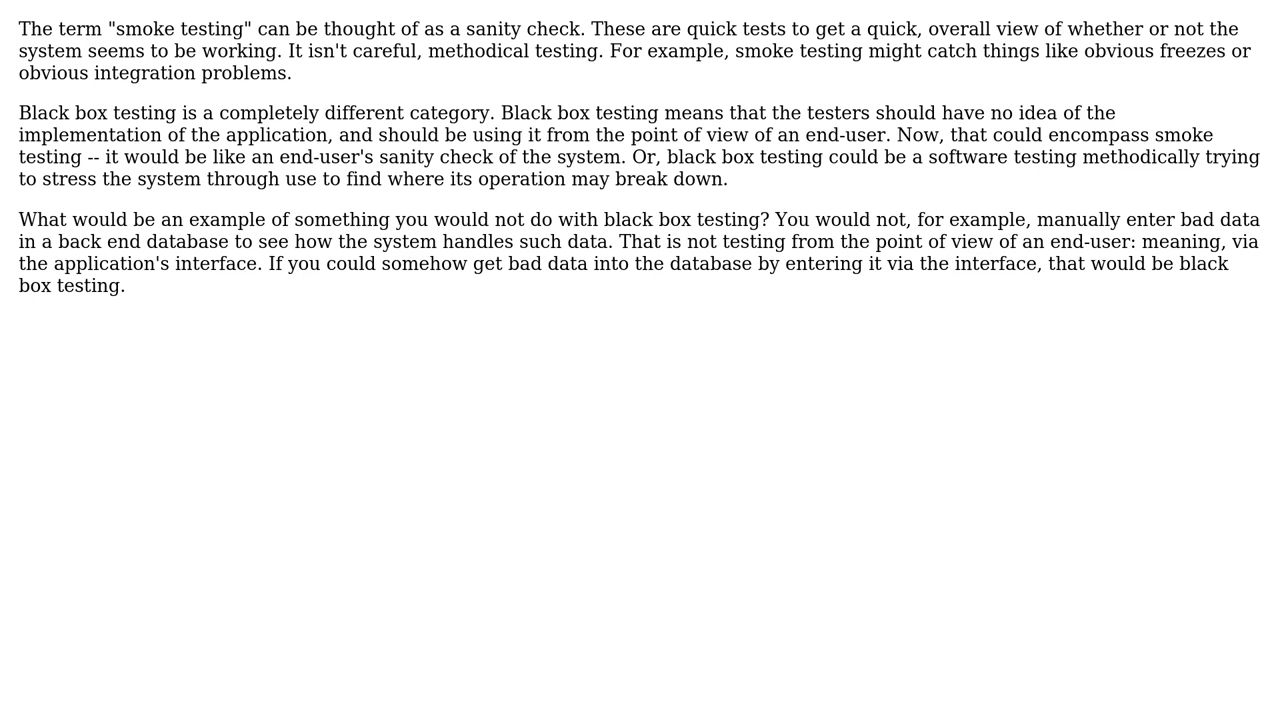 The term "smoke testing" can be thought of as a sanity check. These are quick tests to get a quick, overall view of whether or not the
system seems to be working. It isn't careful, methodical testing. For example, smoke testing might catch things like obvious freezes or
obvious integration problems.
Black box testing is a completely different category. Black box testing means that the testers should have no idea of the
implementation of the application, and should be using it from the point of view of an end-user. Now, that could encompass smoke
testing -- it would be like an end-user's sanity check of the system. Or, black box testing could be a software testing methodically trying
to stress the system through use to find where its operation may break down.
What would be an example of something you would not do with black box testing? You would not, for example, manually enter bad data
in a back end database to see how the system handles such data. That is not testing from the point of view of an end-user: meaning, via
the application's interface. If you could somehow get bad data into the database by entering it via the interface, that would be black
box testing.